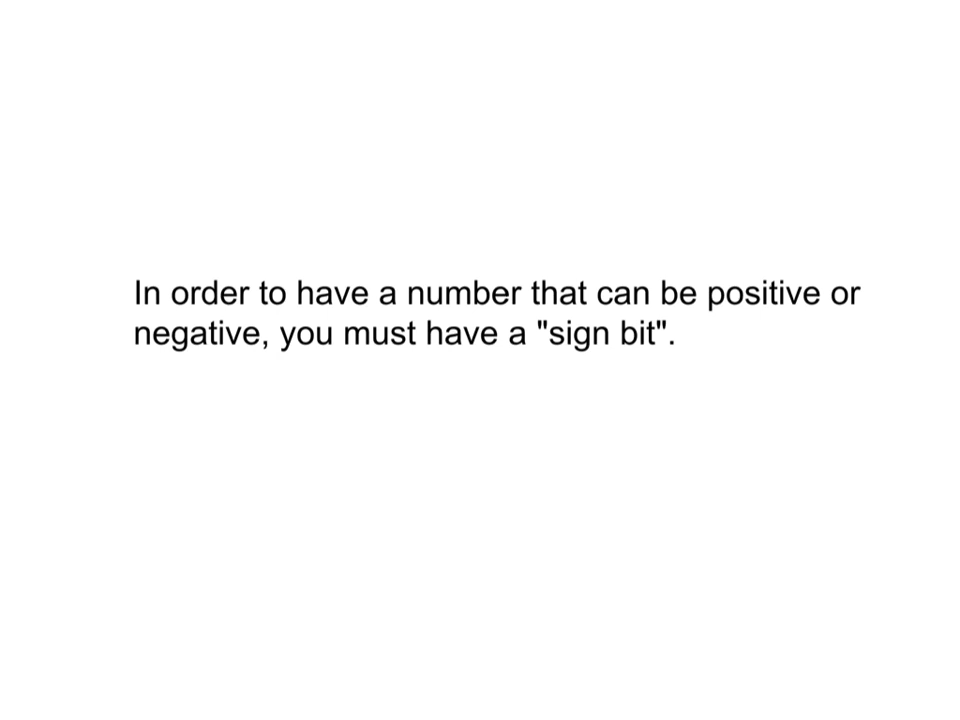 In order to have a number that can be positive or
negative, you must have a "sign bit".